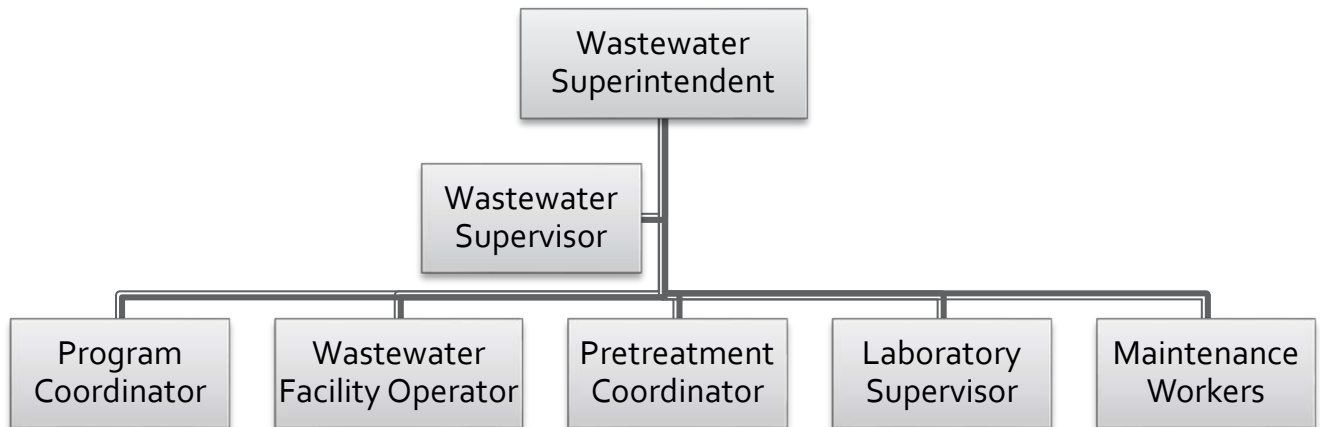 Wastewater
Superintendent
Wastewater
Supervisor
Program
Coordinator
Wastewater
Facility Operator
Pretreatment
Coordinator
Laboratory
Supervisor
Maintenance
Workers